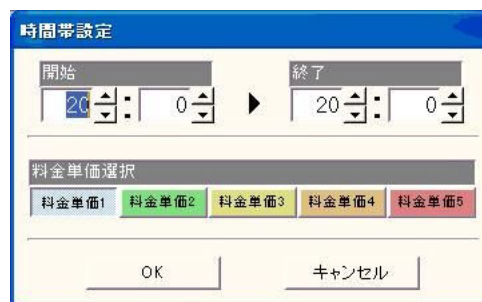 時間帯設定
開始 終了
20 : 0 ▶ 20 : 0
料金単価選択
料金単価1 料金単価2 料金単価3 料金単価4 料金単価5
OK キャンセル